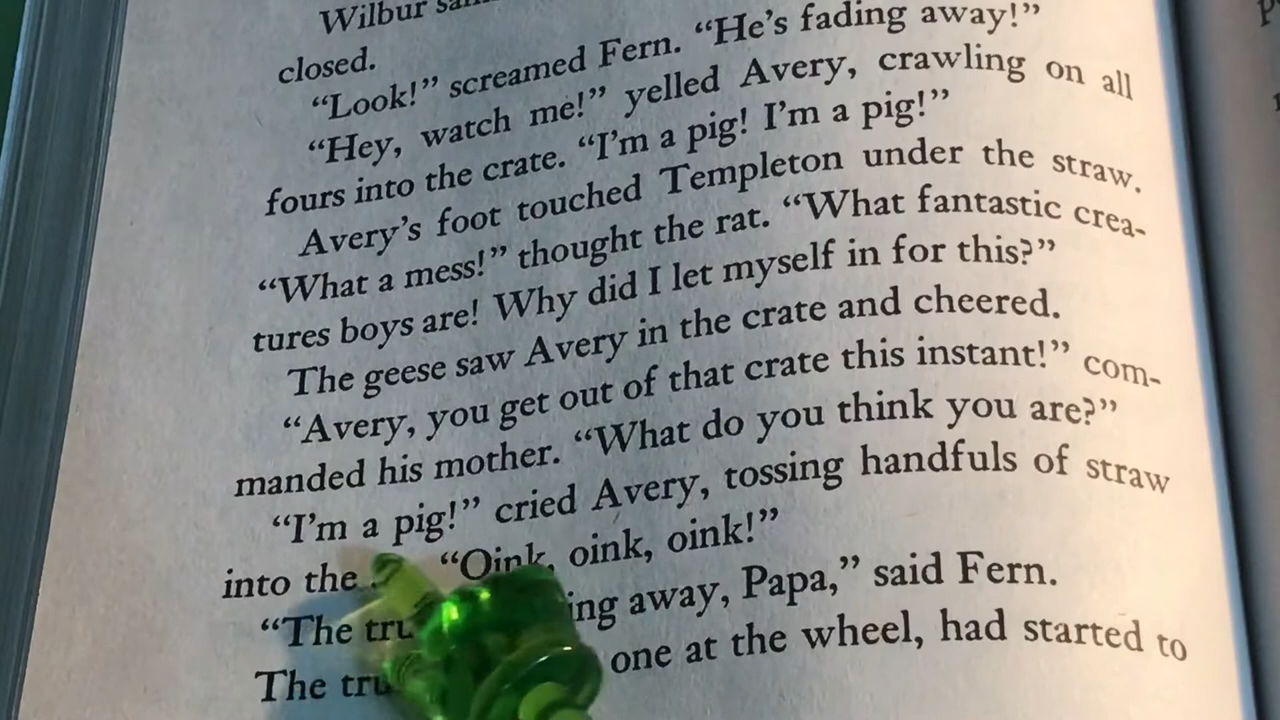 Wilbur
closed.
“Look!” screamed Fern. “He’s fading away!”
“Hey, watch me!” yelled Avery, crawling on all
fours into the crate. “I’m a pig! I’m a pig!”
Avery’s foot touched Templeton under the straw.
“What a mess!” thought the rat. “What fantastic crea-
tures boys are! Why did I let myself in for this?”
The geese saw Avery in the crate and cheered.
“Avery, you get out of that crate this instant!” com-
manded his mother. “What do you think you are?”
“I’m a pig!” cried Avery, tossing handfuls of straw
into the “Oink, oink, oink!”
“The ing away, Papa,” said Fern.
The one at the wheel, had started to